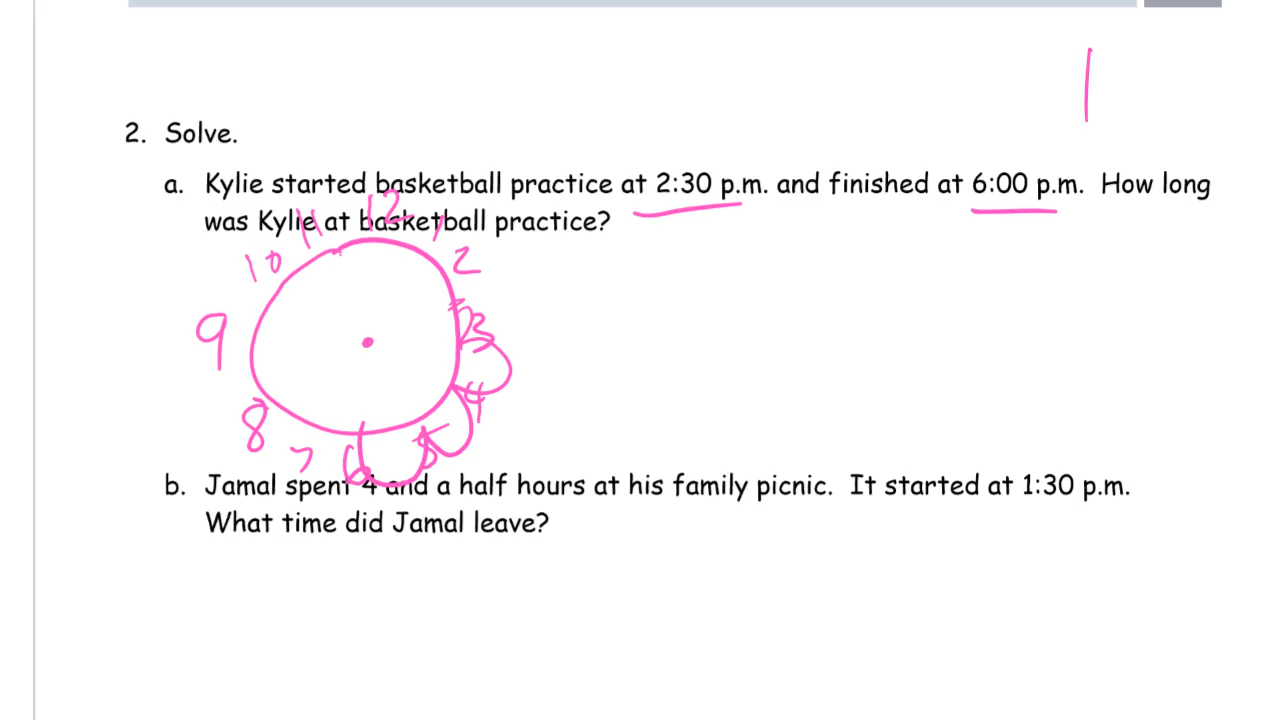 2. Solve.
a. Kylie started basketball practice at 2:30 p.m. and finished at 6:00 p.m. How long
was Kylie at basketball practice?
b. Jamal spent 4 and a half hours at his family picnic. It started at 1:30 p.m.
What time did Jamal leave?
12
11
1
10
2
9
3
4
8
5
7
6